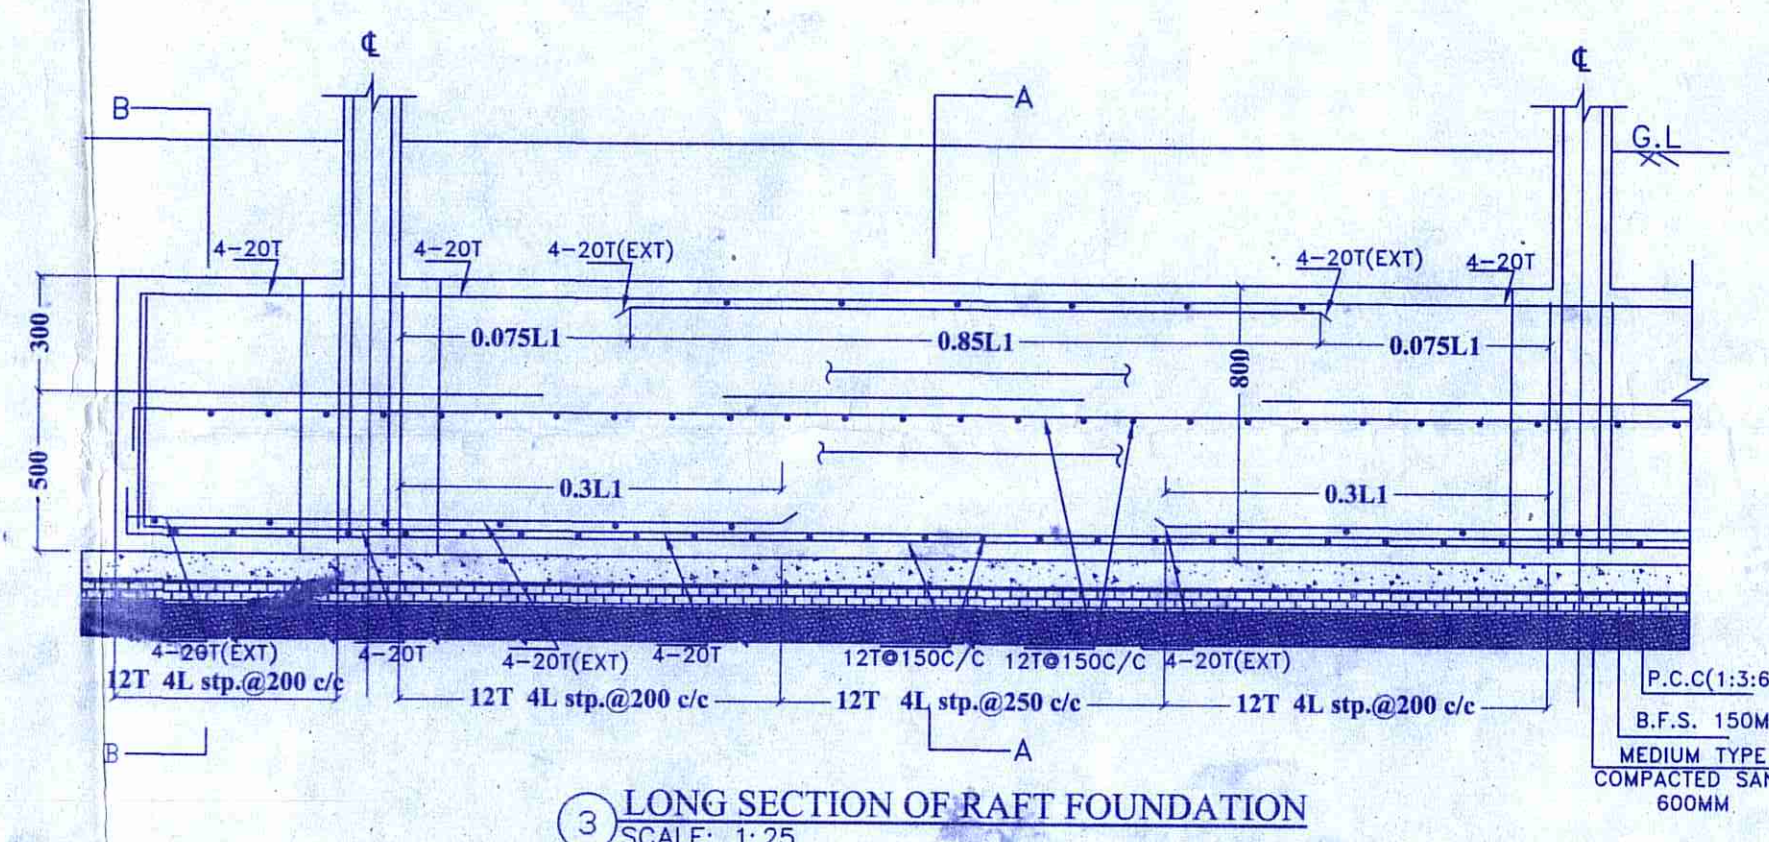 ℄
℄
B
A
G.L
4-20T
4-20T
4-20T(EXT)
4-20T(EXT)
4-20T
300
0.075L1
0.85L1
0.075L1
800
500
0.3L1
0.3L1
4-20T(EXT)
4-20T
4-20T(EXT)
4-20T
12T@150C/C
12T@150C/C
4-20T(EXT)
12T 4L stp.@200 c/c
12T 4L stp.@200 c/c
12T 4L stp.@250 c/c
12T 4L stp.@200 c/c
P.C.C(1:3:6
B.F.S. 150M
MEDIUM TYPE
COMPACTED SAN
600MM
B
A
3 LONG SECTION OF RAFT FOUNDATION
SCALE: 1:25